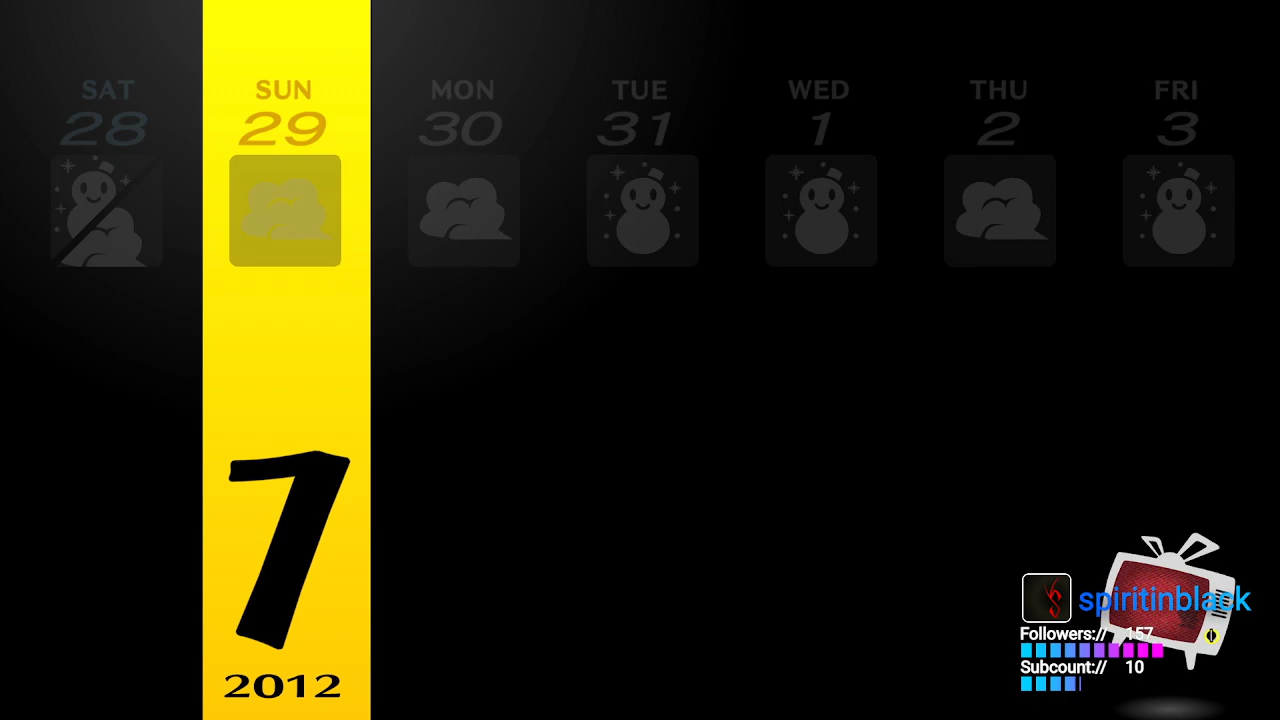 SAT SUN MON TUE WED THU FRI
28 29 30 31 1 2 3
1
2012
spiritinblack
Followers:// 157
Subcount:// 10